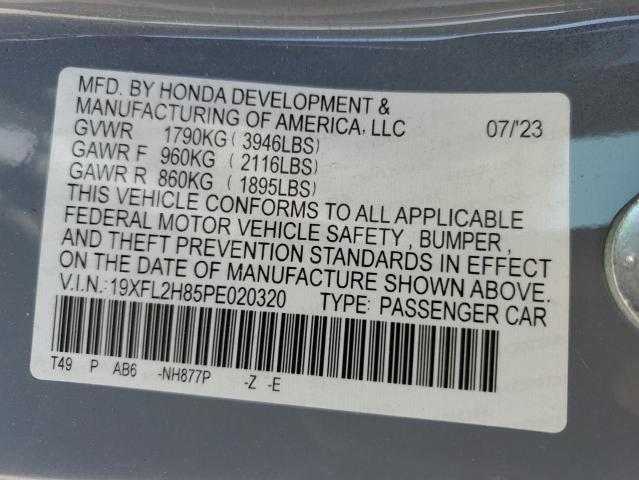 MFD. BY HONDA DEVELOPMENT &
MANUFACTURING OF AMERICA, LLC 07/'23
GVWR 1790KG ( 3946LBS )
GAWR F 960KG ( 2116LBS )
GAWR R 860KG ( 1895LBS )
THIS VEHICLE CONFORMS TO ALL APPLICABLE
FEDERAL MOTOR VEHICLE SAFETY , BUMPER ,
AND THEFT PREVENTION STANDARDS IN EFFECT
ON THE DATE OF MANUFACTURE SHOWN ABOVE.
V.I.N.:19XFL2H85PE020320 TYPE: PASSENGER CAR
T49 P AB6 -NH877P -Z -E